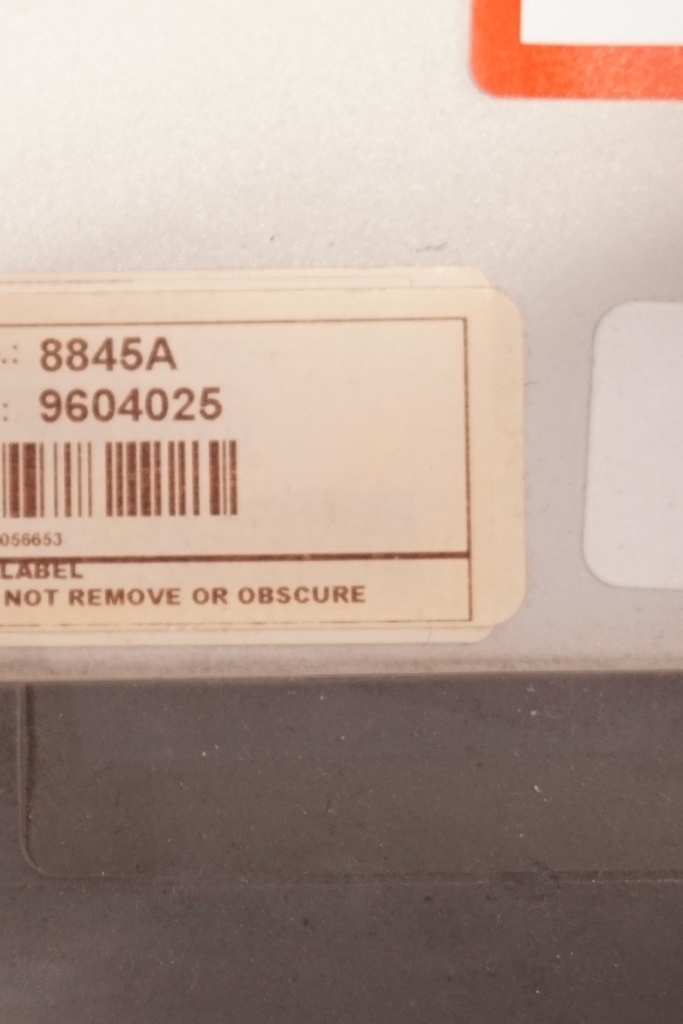 .: 8845A
: 9604025
056653
LABEL
NOT REMOVE OR OBSCURE